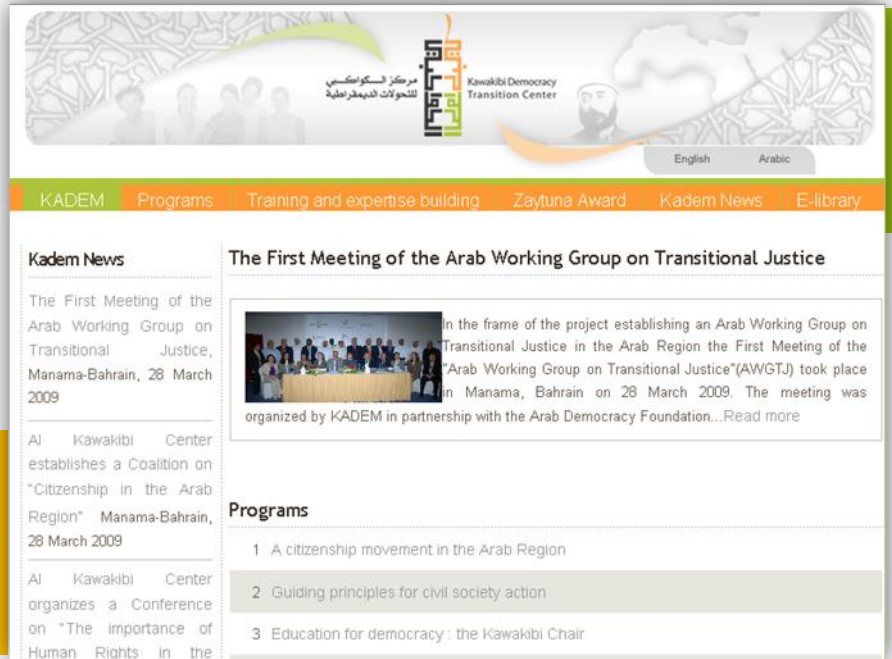 مركز الكواكبي
للتحولات الديمقراطية
Kawakibi Democracy
Transition Center
English Arabic
KADEM Programs Training and expertise building Zaytuna Award Kadem News E-library
Kadem News
The First Meeting of the
Arab Working Group on
Transitional Justice,
Manama-Bahrain, 28 March
2009
Al Kawakibi Center
establishes a Coalition on
"Citizenship in the Arab
Region" Manama-Bahrain,
28 March 2009
Al Kawakibi Center
organizes a Conference
on "The importance of
Human Rights in the
The First Meeting of the Arab Working Group on Transitional Justice
In the frame of the project establishing an Arab Working Group on
Transitional Justice in the Arab Region the First Meeting of the
"Arab Working Group on Transitional Justice"(AWGTJ) took place
in Manama, Bahrain on 28 March 2009. The meeting was
organized by KADEM in partnership with the Arab Democracy Foundation...Read more
Programs
1 A citizenship movement in the Arab Region
2 Guiding principles for civil society action
3 Education for democracy : the Kawakibi Chair